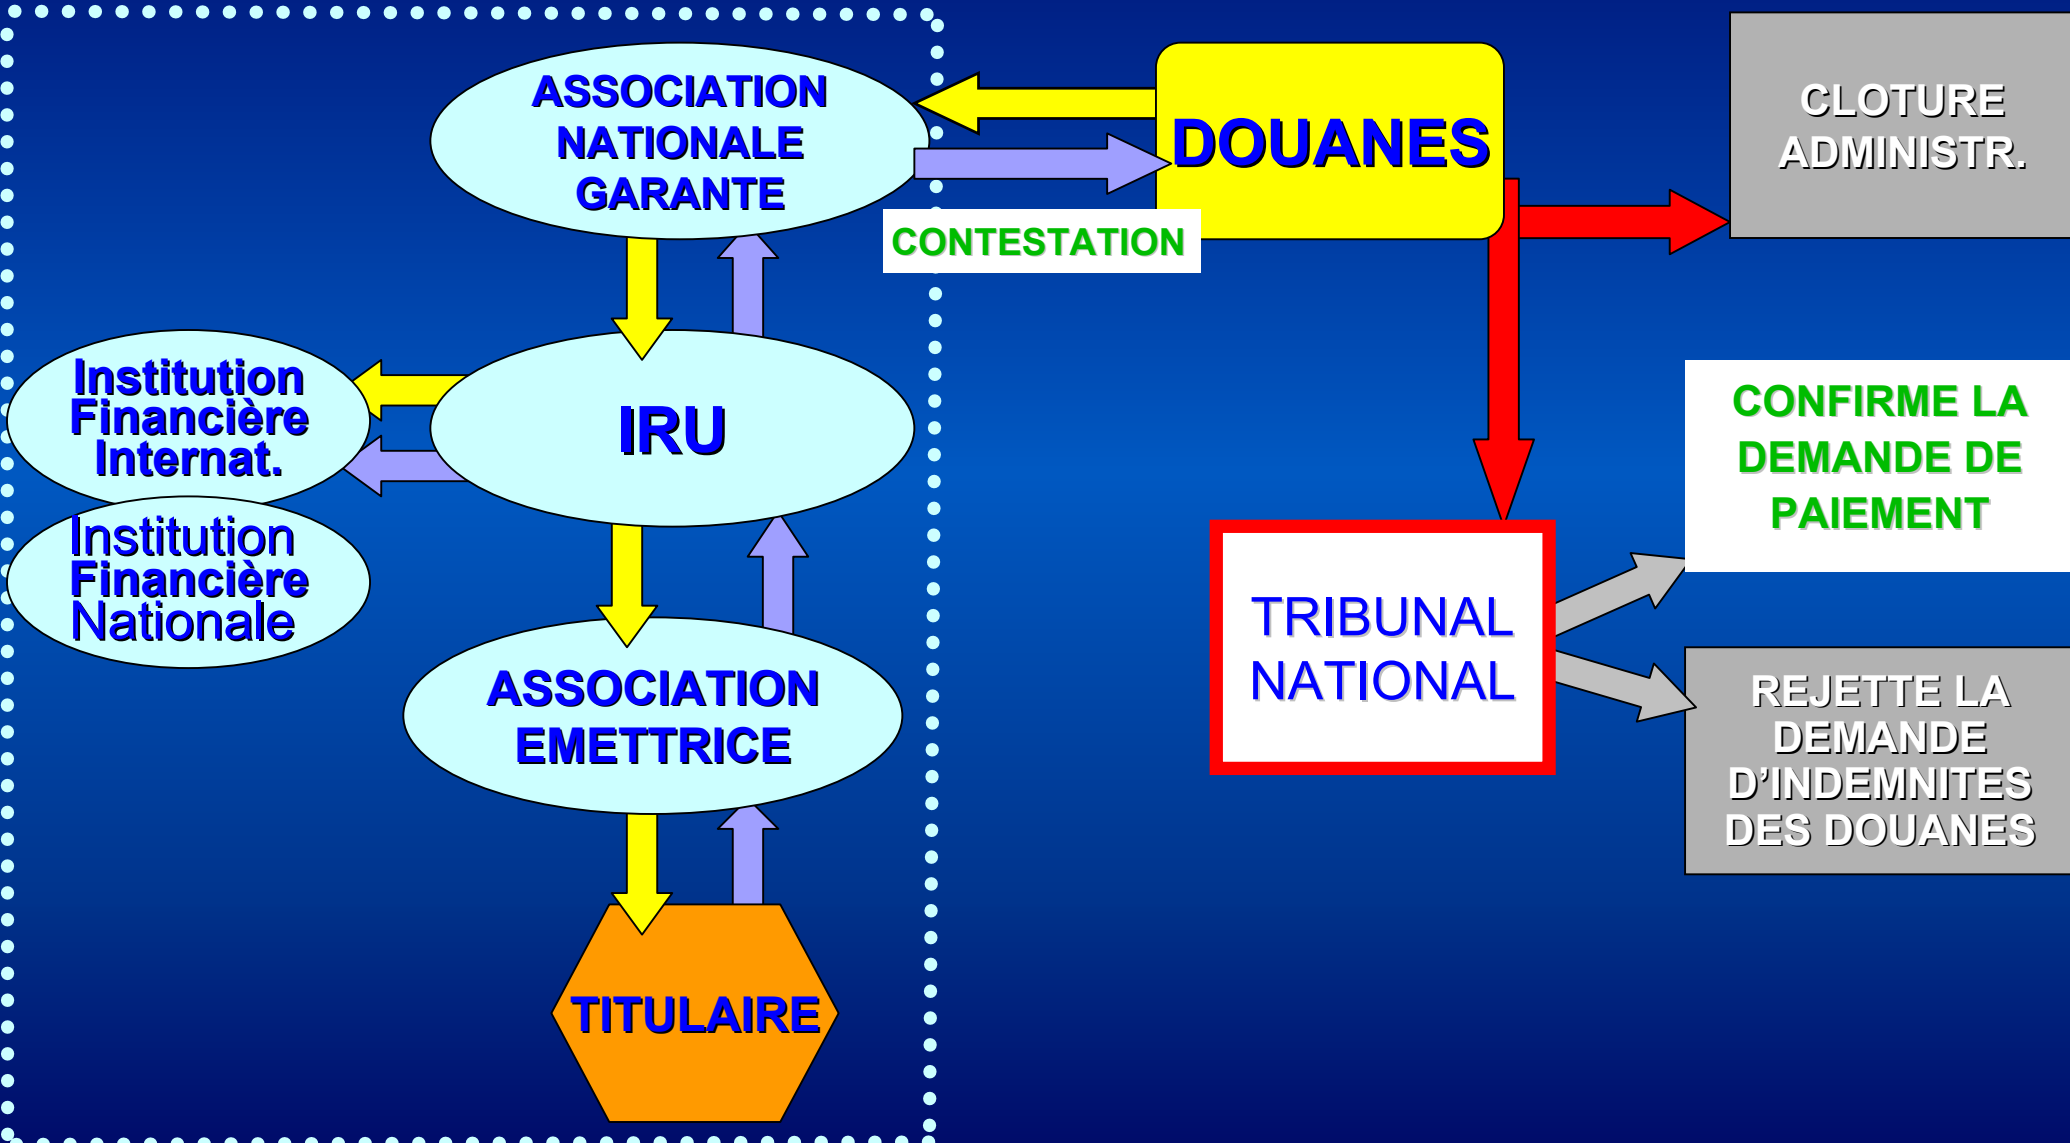 ASSOCIATION
NATIONALE
GARANTE
DOUANES
CLOTURE
ADMINISTR.
CONTESTATION
Institution
Financière
Internat.
IRU
CONFIRME LA
DEMANDE DE
PAIEMENT
Institution
Financière
Nationale
TRIBUNAL
NATIONAL
ASSOCIATION
EMETTRICE
REJETTE LA
DEMANDE
D’INDEMNITES
DES DOUANES
TITULAIRE